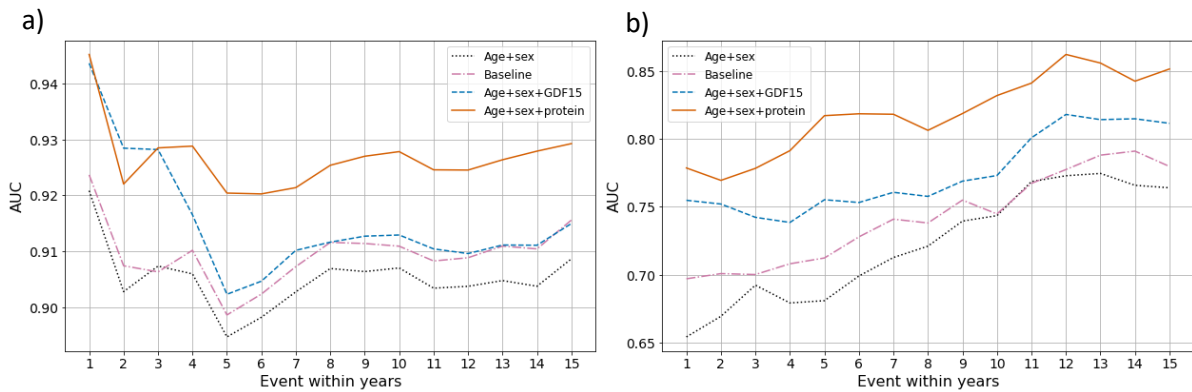 a)
Age+sex
Baseline
Age+sex+GDF15
Age+sex+protein
0.94
0.93
0.92
0.91
0.90
AUC
1 2 3 4 5 6 7 8 9 10 11 12 13 14 15
Event within years
b)
Age+sex
Baseline
Age+sex+GDF15
Age+sex+protein
0.85
0.80
0.75
0.70
0.65
AUC
1 2 3 4 5 6 7 8 9 10 11 12 13 14 15
Event within years